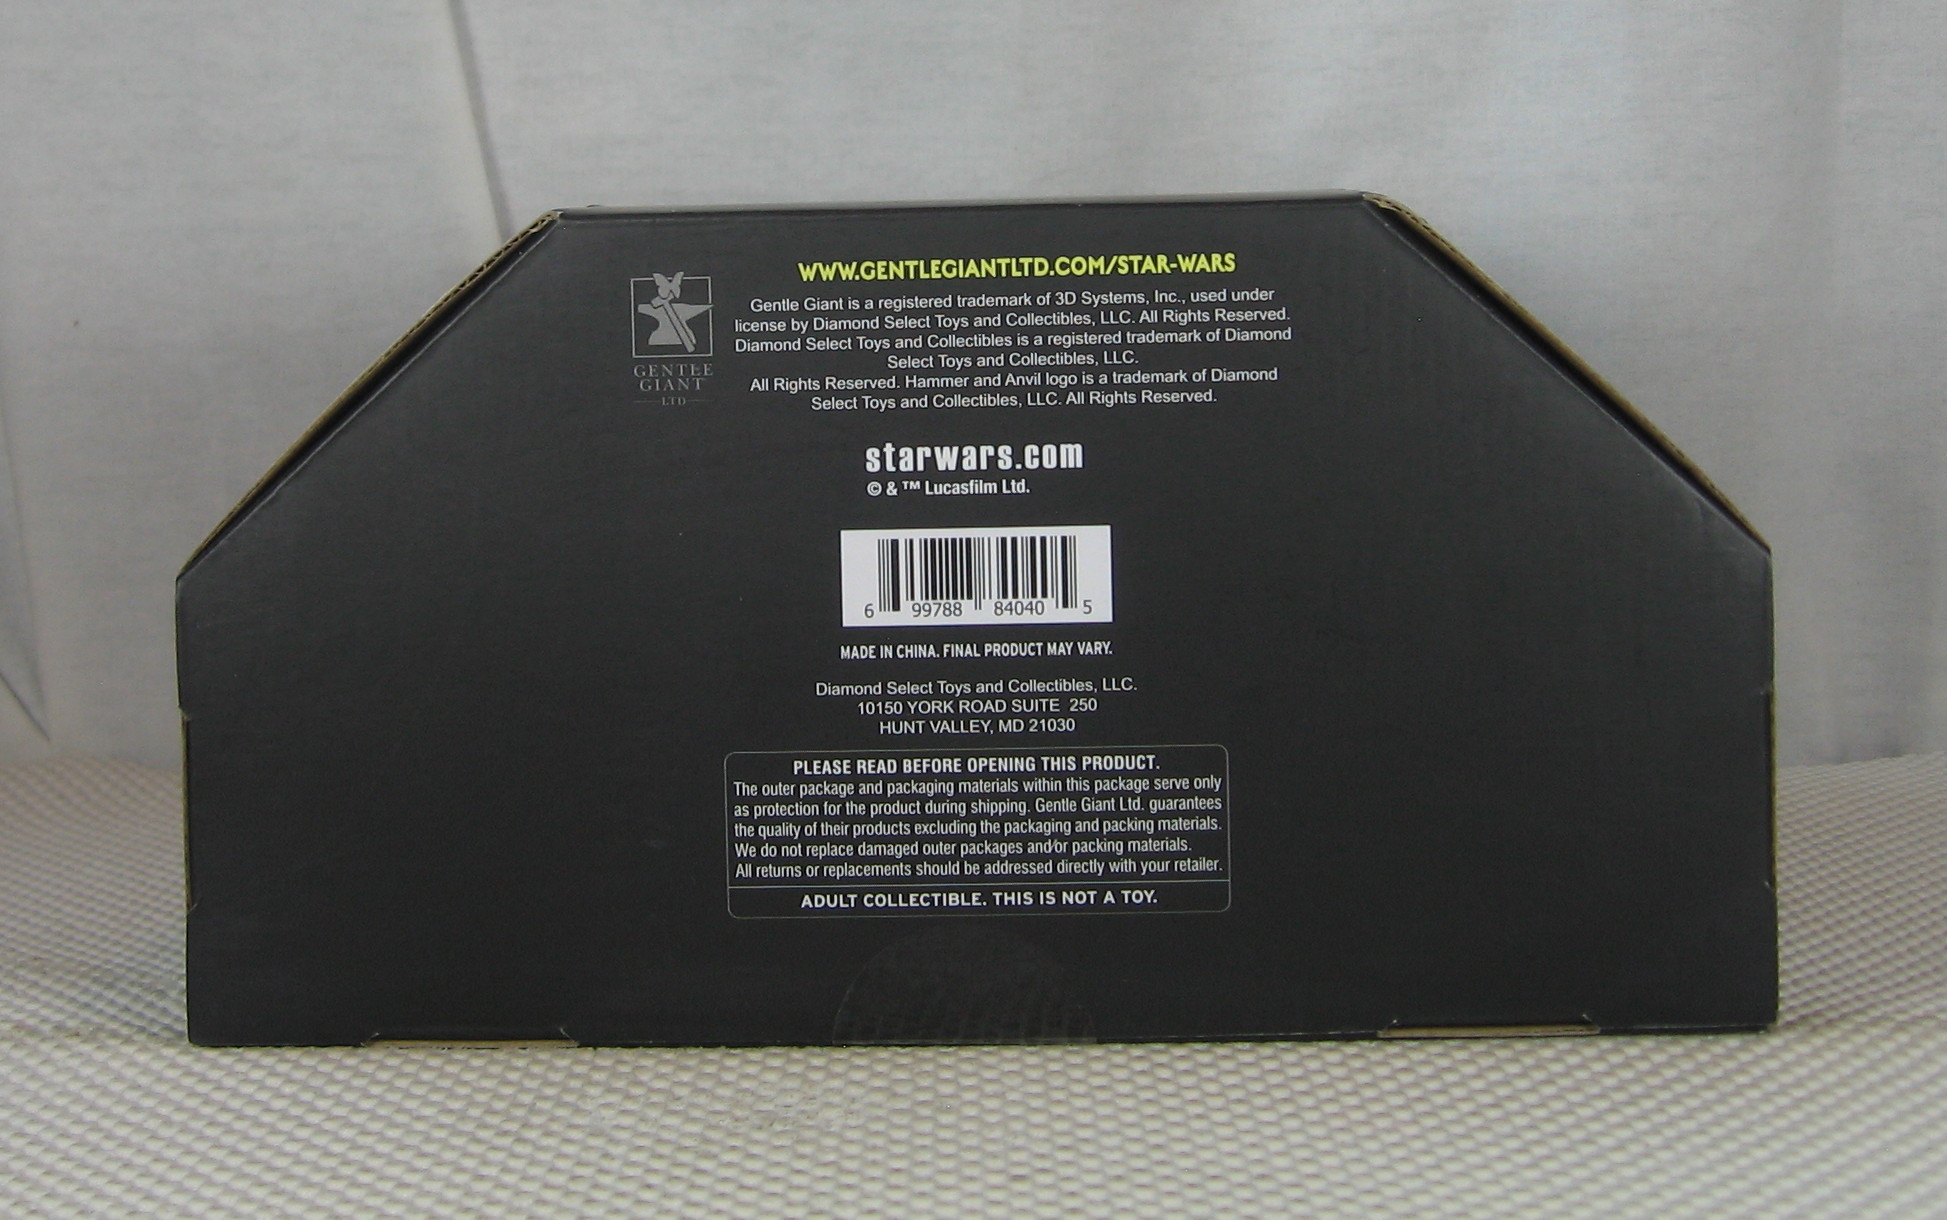 WWW.GENTLEGIANTLTD.COM/STAR-WARS
GENTLE
GIANT
LTD
Gentle Giant is a registered trademark of 3D Systems, Inc., used under
license by Diamond Select Toys and Collectibles, LLC. All Rights Reserved.
Diamond Select Toys and Collectibles is a registered trademark of Diamond
Select Toys and Collectibles, LLC.
All Rights Reserved. Hammer and Anvil logo is a trademark of Diamond
Select Toys and Collectibles, LLC. All Rights Reserved.
starwars.com
© & ™ Lucasfilm Ltd.
6 99788 84040 5
MADE IN CHINA. FINAL PRODUCT MAY VARY.
Diamond Select Toys and Collectibles, LLC.
10150 YORK ROAD SUITE 250
HUNT VALLEY, MD 21030
PLEASE READ BEFORE OPENING THIS PRODUCT.
The outer package and packaging materials within this package serve only
as protection for the product during shipping. Gentle Giant Ltd. guarantees
the quality of their products excluding the packaging and packing materials.
We do not replace damaged outer packages and/or packing materials.
All returns or replacements should be addressed directly with your retailer.
ADULT COLLECTIBLE. THIS IS NOT A TOY.